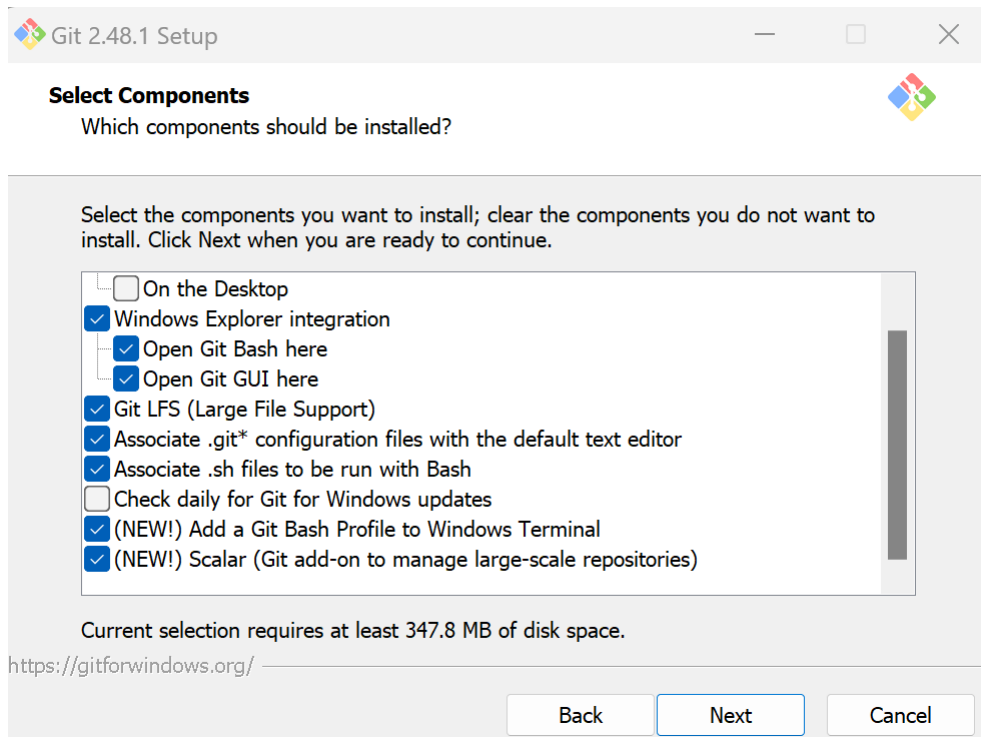 Git 2.48.1 Setup
Select Components
Which components should be installed?
Select the components you want to install; clear the components you do not want to
install. Click Next when you are ready to continue.
On the Desktop
Windows Explorer integration
Open Git Bash here
Open Git GUI here
Git LFS (Large File Support)
Associate .git* configuration files with the default text editor
Associate .sh files to be run with Bash
Check daily for Git for Windows updates
(NEW!) Add a Git Bash Profile to Windows Terminal
(NEW!) Scalar (Git add-on to manage large-scale repositories)
Current selection requires at least 347.8 MB of disk space.
https://gitforwindows.org/
Back Next Cancel